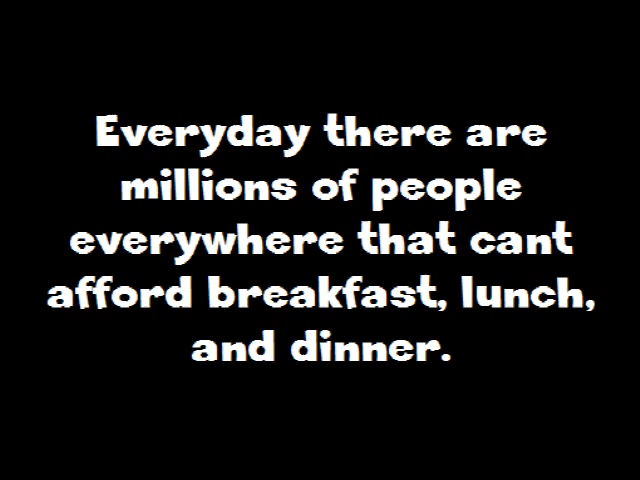 Everyday there are
millions of people
everywhere that cant
afford breakfast, lunch,
and dinner.